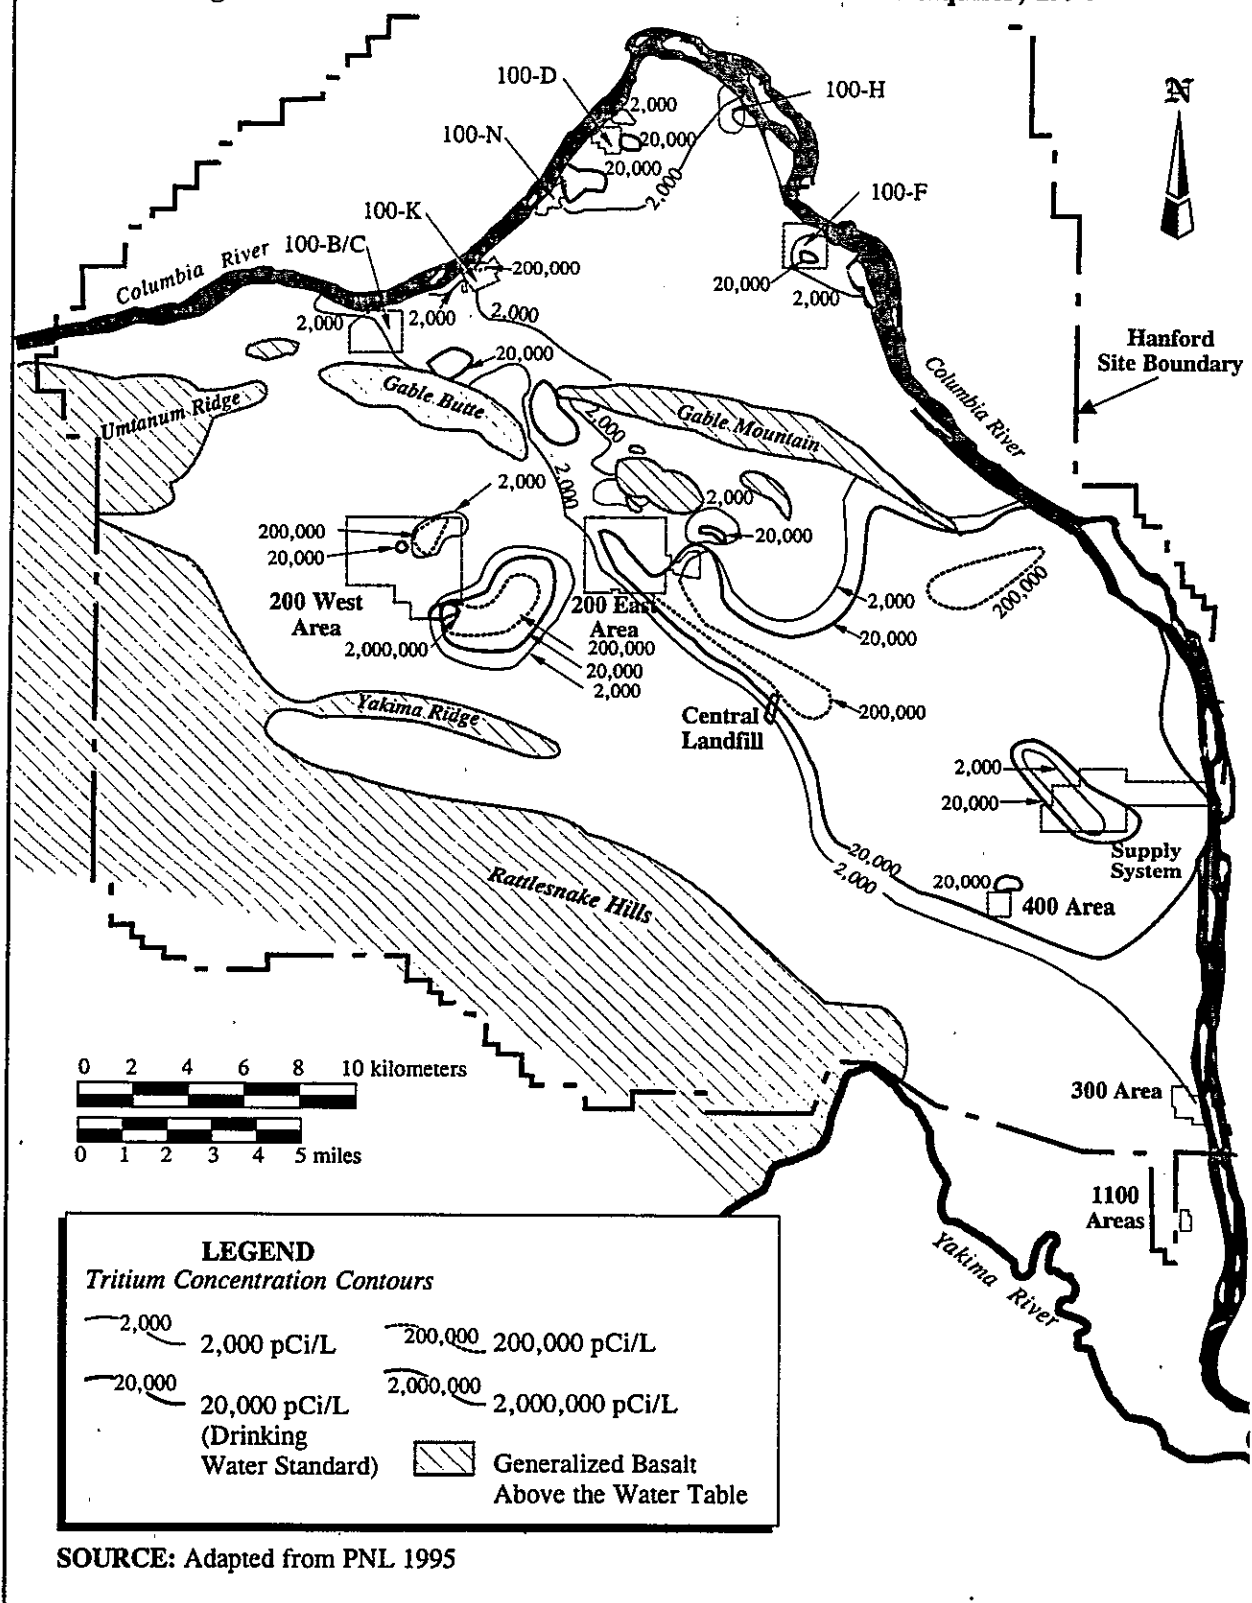 N
100-D
100-H
2,000
20,000
100-N
20,000
2,000
100-F
100-K
100-B/C
200,000
Columbia River
20,000
2,000
2,000
2,000
2,000
Hanford
Site Boundary
20,000
Columbia River
Umtanum Ridge
Gable Butte
Gable Mountain
2,000
2,000
2,000
2,000
200,000
20,000
20,000
200,000
200 West
Area
200 East
Area
2,000
20,000
2,000,000
200,000
20,000
2,000
Yakima Ridge
Central
Landfill
200,000
2,000
20,000
Supply
System
20,000
2,000
20,000
400 Area
Rattlesnake Hills
0 2 4 6 8 10 kilometers
0 1 2 3 4 5 miles
300 Area
1100
Areas
Yakima River
LEGEND
Tritium Concentration Contours
2,000
2,000 pCi/L
200,000
200,000 pCi/L
20,000
20,000 pCi/L
(Drinking
Water Standard)
2,000,000
2,000,000 pCi/L
Generalized Basalt
Above the Water Table
SOURCE: Adapted from PNL 1995